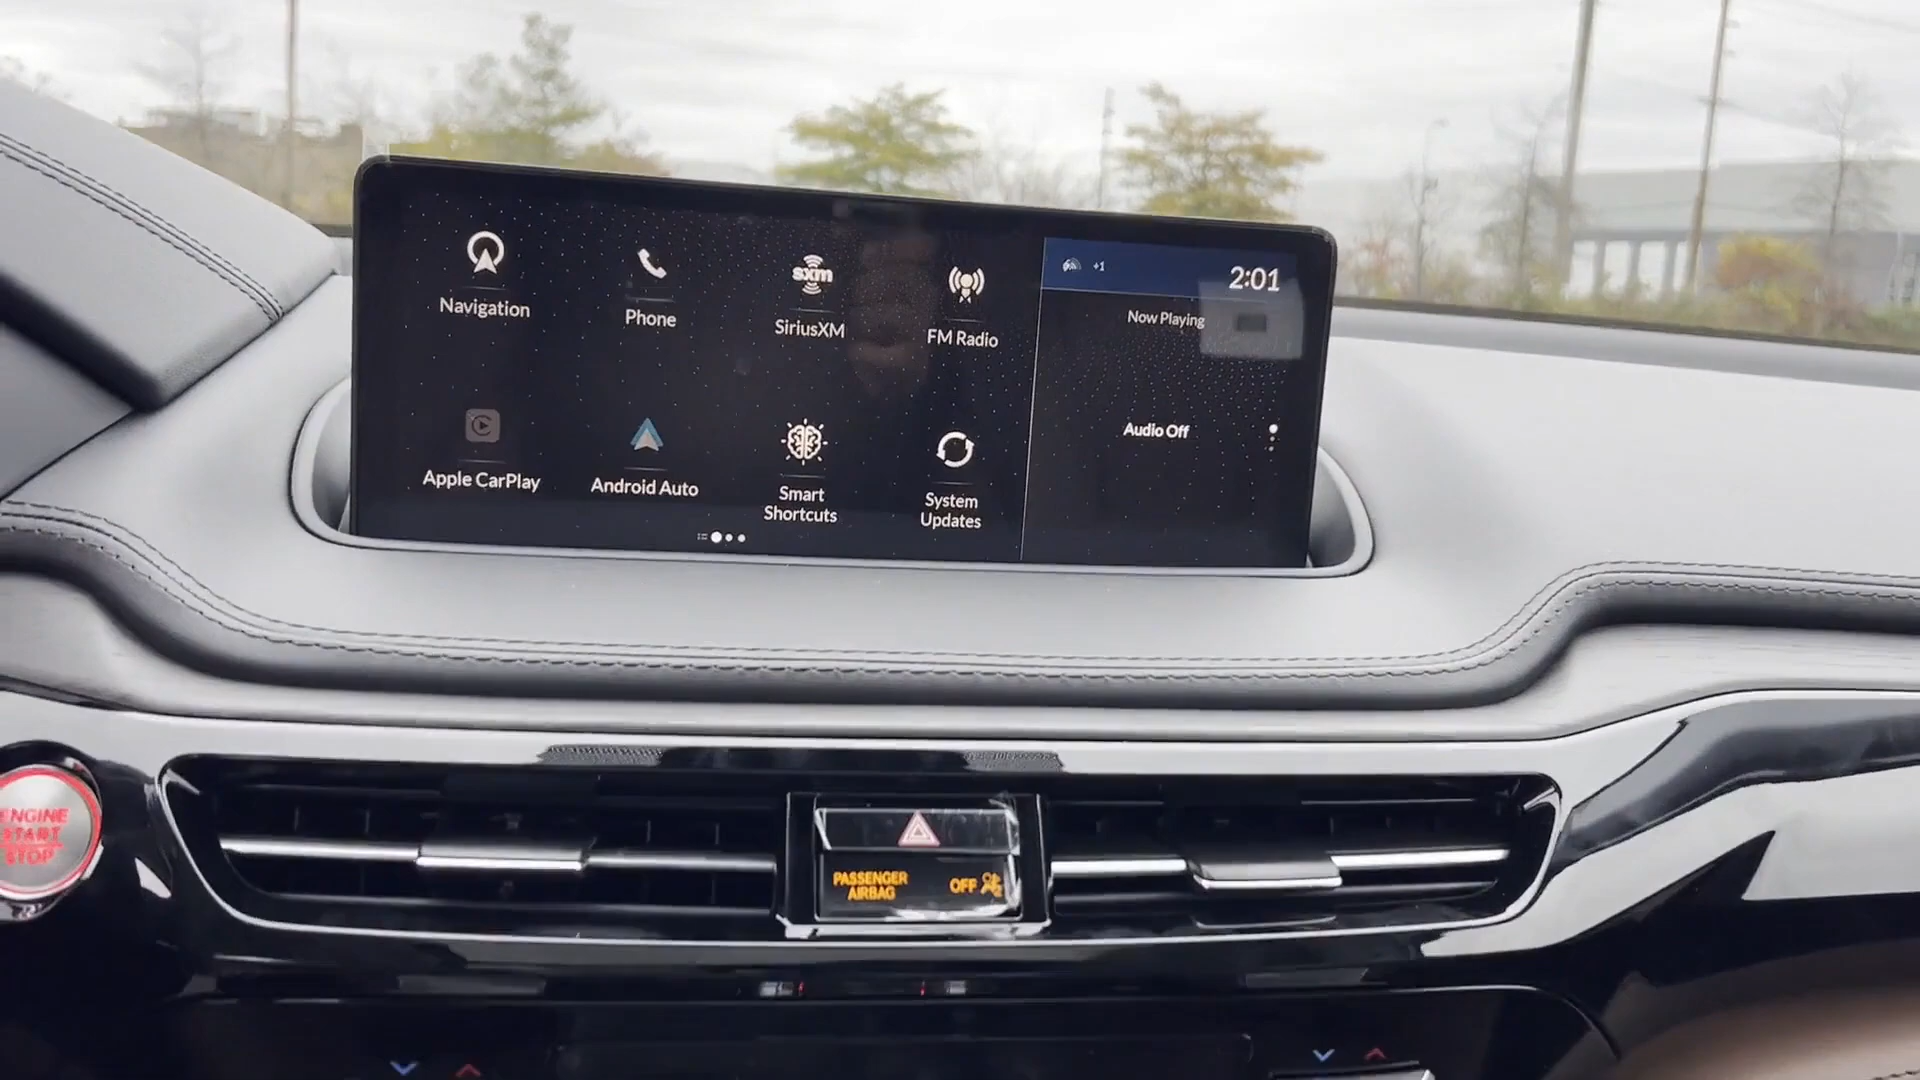 Navigation
Phone
sxm
SiriusXM
FM Radio
+1
2:01
Now Playing
Audio Off
Apple CarPlay
Android Auto
Smart
Shortcuts
System
Updates
ENGINE
START
STOP
PASSENGER
AIRBAG
OFF